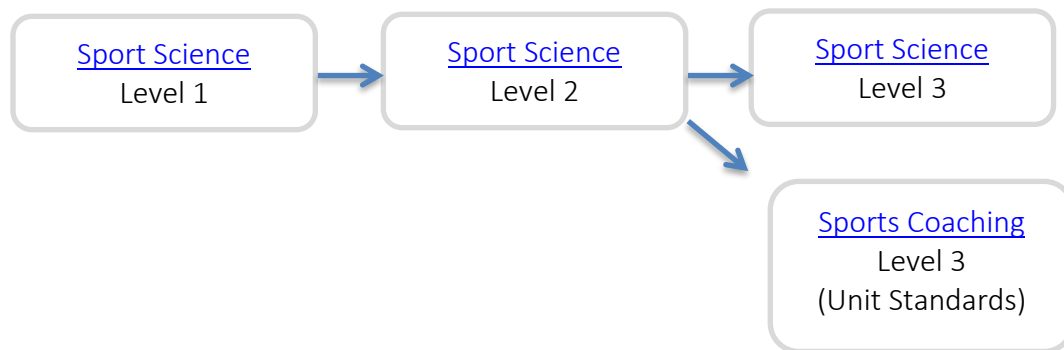 Sport Science
Level 1
Sport Science
Level 2
Sport Science
Level 3
Sports Coaching
Level 3
(Unit Standards)